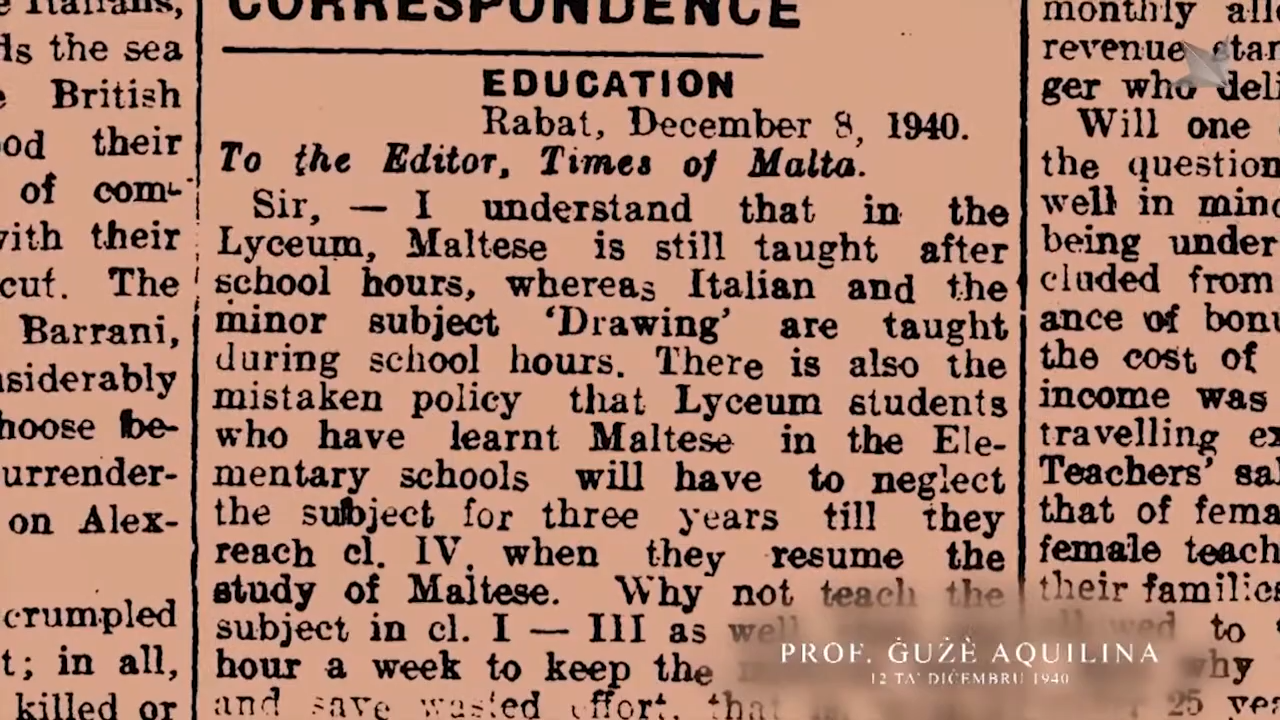 e Italians,
ds the sea
e British
ood their
of com-
with their
cut. The
Barrani,
nsiderably
hoose be-
urrender-
on Alex-
crumpled
t; in all,
killed or
CORRESPONDENCE
EDUCATION
Rabat, December 8, 1940.
To the Editor, Times of Malta.
Sir, — I understand that in the
Lyceum, Maltese is still taught after
school hours, whereas Italian and the
minor subject ‘Drawing’ are taught
during school hours. There is also the
mistaken policy that Lyceum students
who have learnt Maltese in the Ele-
mentary schools will have to neglect
the subject for three years till they
reach cl. IV. when they resume the
study of Maltese. Why not teach the
subject in cl. I — III as well
hour a week to keep the
and save wasted effort, that
monthly allo
revenue stan
ger who deli
Will one
the question
well in mind
being under
cluded from
ance of bonu
the cost of
income was
travelling ex
Teachers’ sal
that of fema
female teach
their families
allowed to
why
25 yea
PROF. ĠUŻÈ AQUILINA
12 TA’ DIĊEMBRU 1940